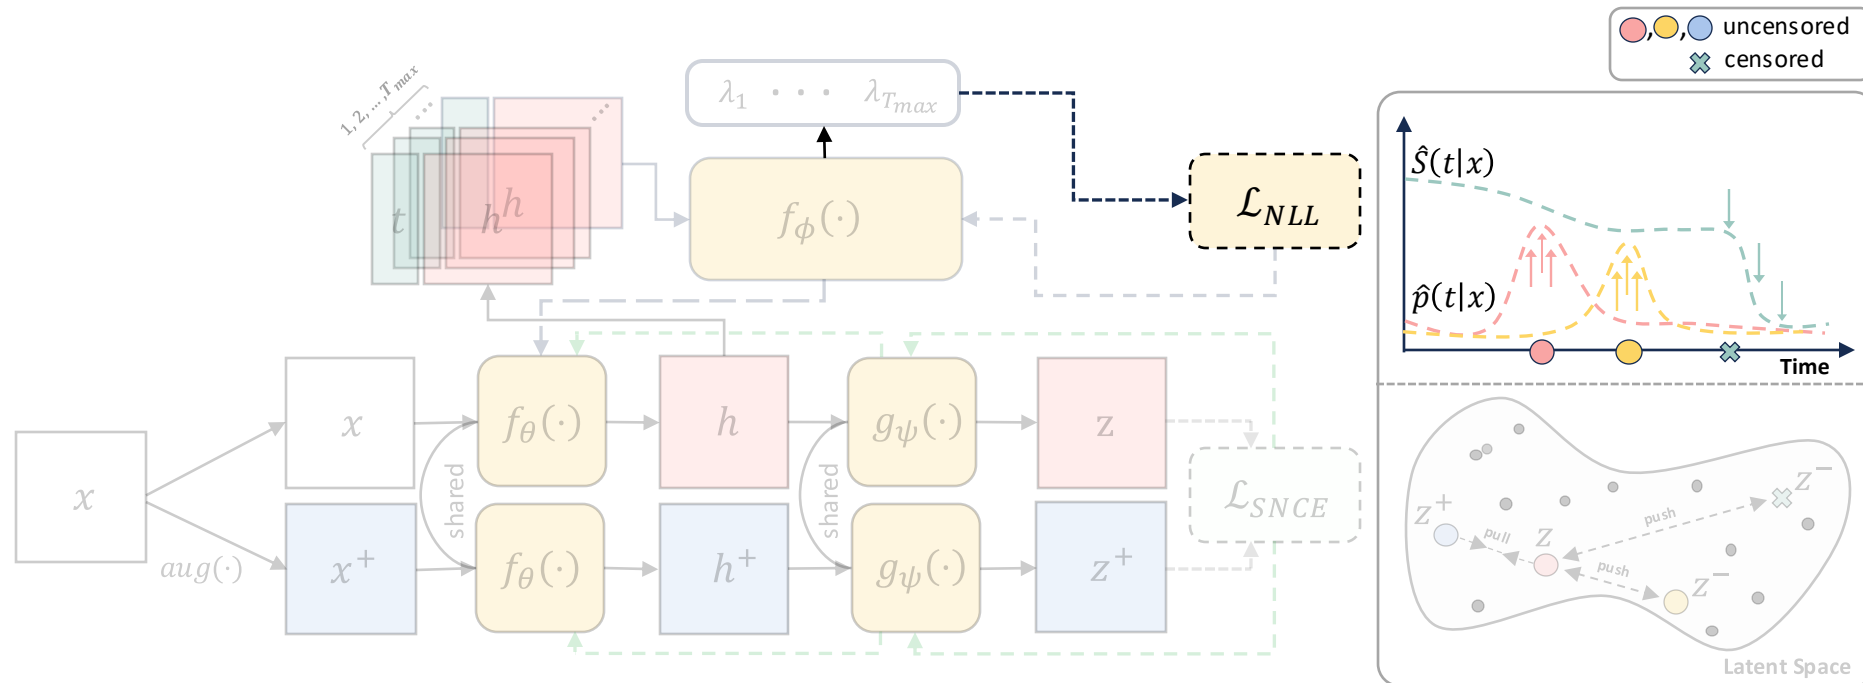 , , uncensored
censored
1, 2, ...,T_max
λ_1 · · · λ_{T_max}
t
h
h
f_ϕ(·)
ℒ_NLL
Ŝ(t|x)
p̂(t|x)
Time
x
aug(·)
x
f_θ(·)
h
g_ψ(·)
z
shared
shared
ℒ_SNCE
x⁺
f_θ(·)
h⁺
g_ψ(·)
z⁺
z⁺
pull
z
push
z⁻
push
z⁻
Latent Space